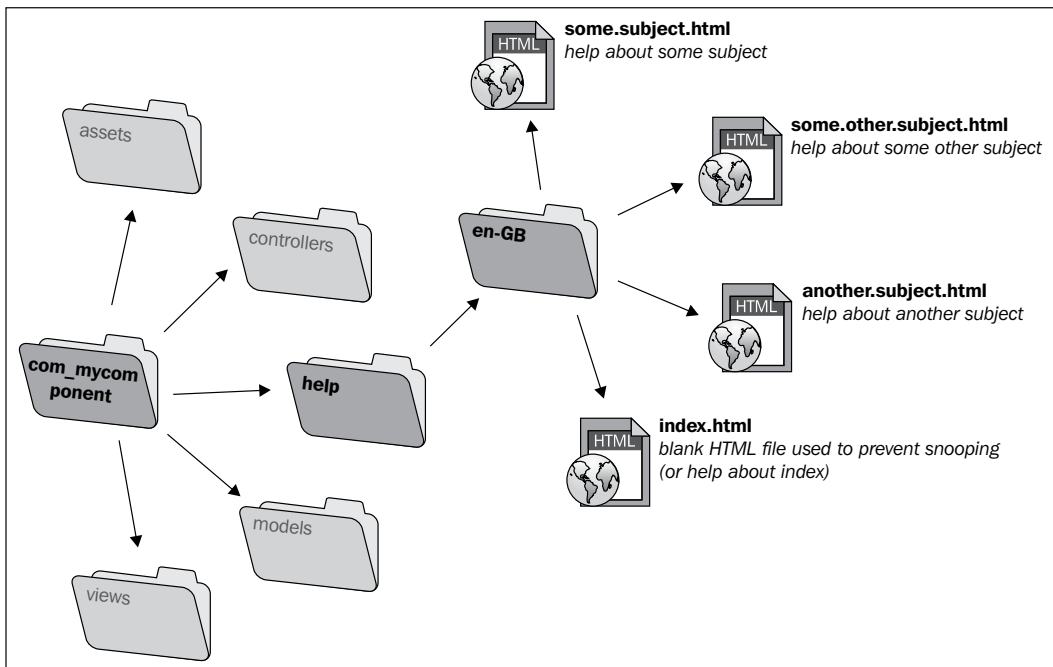 some.subject.html
HTML
help about some subject
assets
some.other.subject.html
HTML
help about some other subject
controllers
en-GB
another.subject.html
HTML
help about another subject
com_mycom
ponent
help
index.html
HTML
blank HTML file used to prevent snooping
(or help about index)
models
views